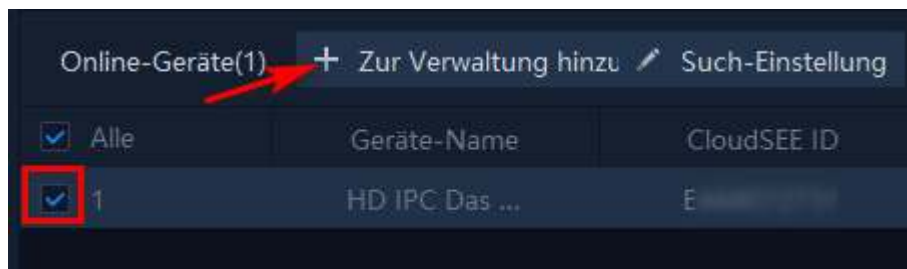 Online-Geräte(1) + Zur Verwaltung hinzu Such-Einstellung
Alle Geräte-Name CloudSEE ID
1 HD IPC Das ... E